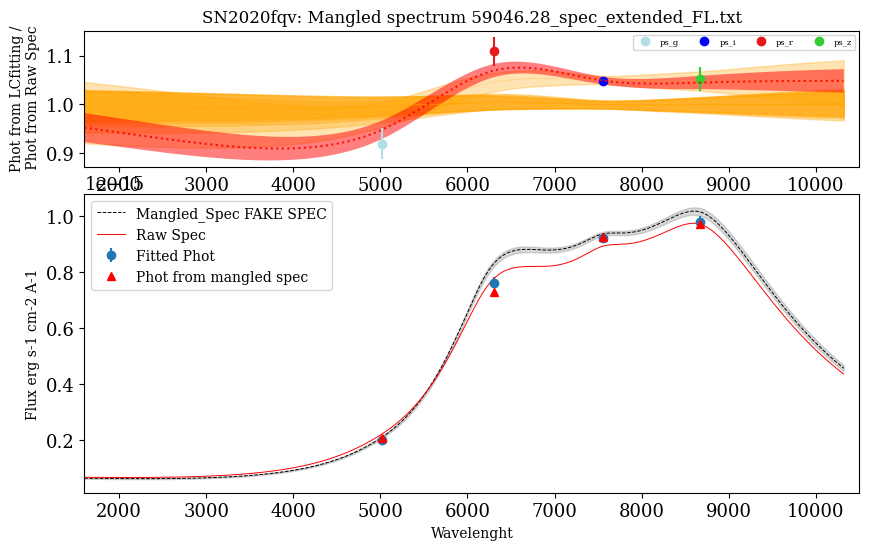 SN2020fqv: Mangled spectrum 59046.28_spec_extended_FL.txt
Phot from LCfitting /
Phot from Raw Spec
1.1
1.0
0.9
ps_g ps_i ps_r ps_z
2000 3000 4000 5000 6000 7000 8000 9000 10000
1e−15
1.0
0.8
0.6
0.4
0.2
Flux erg s-1 cm-2 A-1
Mangled_Spec FAKE SPEC
Raw Spec
Fitted Phot
Phot from mangled spec
2000 3000 4000 5000 6000 7000 8000 9000 10000
Wavelenght